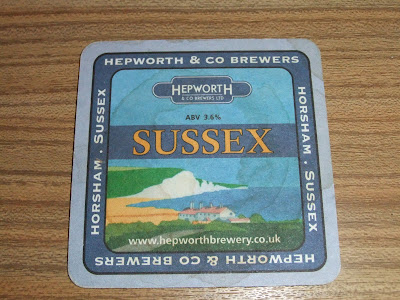 HEPWORTH & CO BREWERS
HEPWORTH
& CO BREWERS LTD
ABV 3.6%
SUSSEX
www.hepworthbrewery.co.uk
HORSHAM . SUSSEX
HORSHAM . SUSSEX
HEPWORTH & CO BREWERS